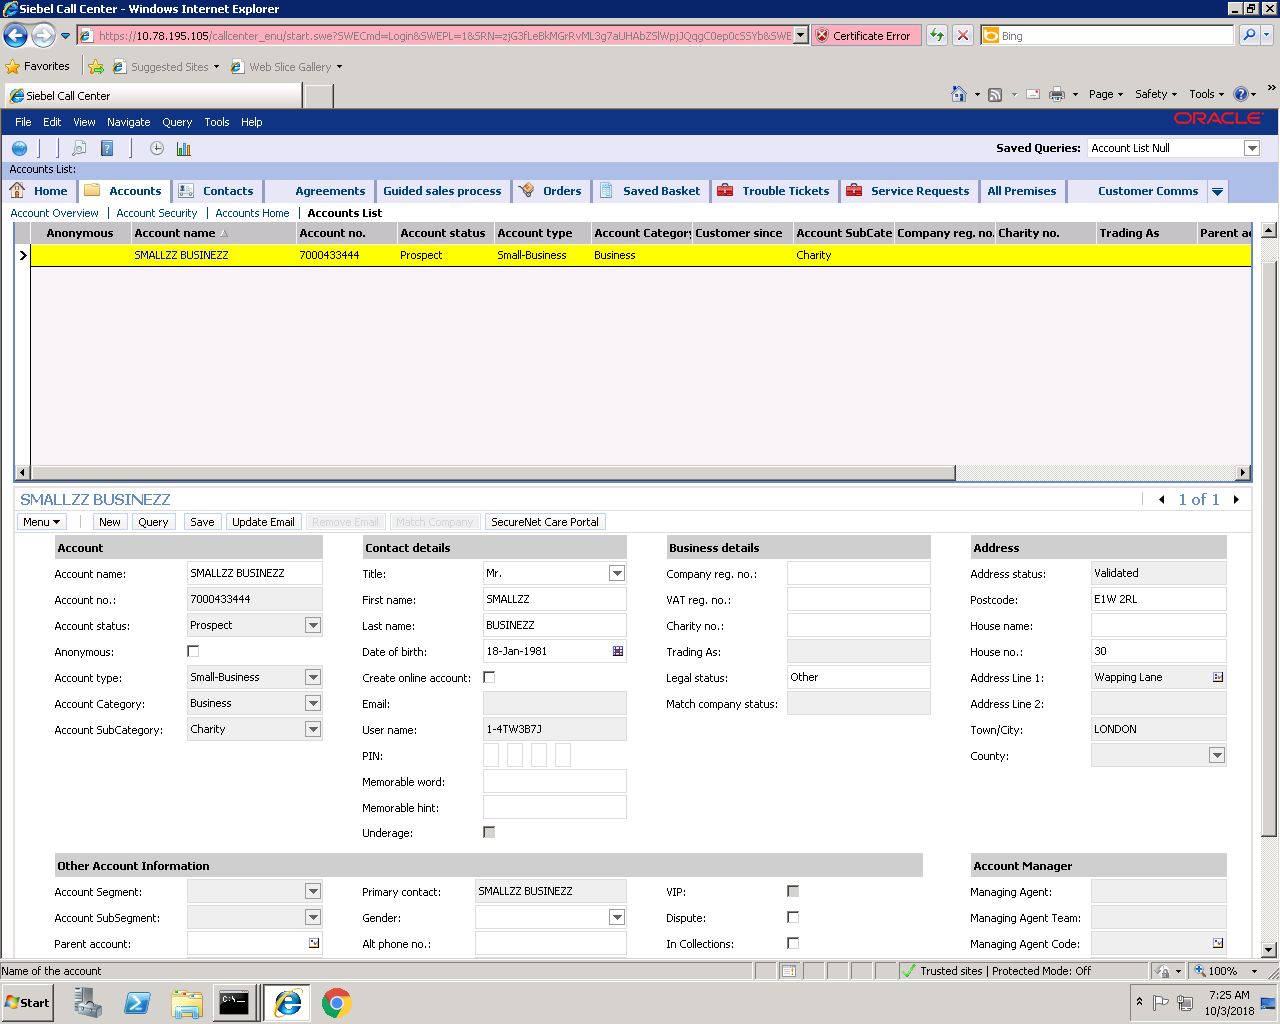 Siebel Call Center - Windows Internet Explorer
https://10.78.195.105/callcenter_enu/start.swe?SWECmd=Login&SWEPL=1&SRN= Certificate Error Bing
Favorites Suggested Sites Web Slice Gallery
Siebel Call Center Page Safety Tools »
File Edit View Navigate Query Tools Help ORACLE
Saved Queries: Account List Null
Accounts List:
Home Accounts Contacts Agreements Guided sales process Orders Saved Basket Trouble Tickets Service Requests All Premises Customer Comms
Account Overview | Account Security | Accounts Home | Accounts List
Anonymous Account name Account no. Account status Account type Account Category Customer since Account SubCate Company reg. no. Charity no. Trading As Parent ac
SMALLZZ BUSINEZZ 7000433444 Prospect Small-Business Business Charity
SMALLZZ BUSINEZZ 1 of 1
Menu New Query Save Update Email Remove Email Match Company SecureNet Care Portal
Account Contact details Business details Address
Account name: SMALLZZ BUSINEZZ Title: Mr. Company reg. no.: Address status: Validated
Account no.: 7000433444 First name: SMALLZZ VAT reg. no.: Postcode: E1W 2RL
Account status: Prospect Last name: BUSINEZZ Charity no.: House name:
Anonymous: Date of birth: 18-Jan-1981 Trading As: House no.: 30
Account type: Small-Business Create online account: Legal status: Other Address Line 1: Wapping Lane
Account Category: Business Email: Match company status: Address Line 2:
Account SubCategory: Charity User name: 1-4TW3B7J Town/City: LONDON
PIN: County:
Memorable word:
Memorable hint:
Underage:
Other Account Information Account Manager
Account Segment: Primary contact: SMALLZZ BUSINEZZ VIP: Managing Agent:
Account SubSegment: Gender: Dispute: Managing Agent Team:
Parent account: Alt phone no.: In Collections: Managing Agent Code:
Name of the account Trusted sites | Protected Mode: Off 100%
Start 7:25 AM
10/3/2018